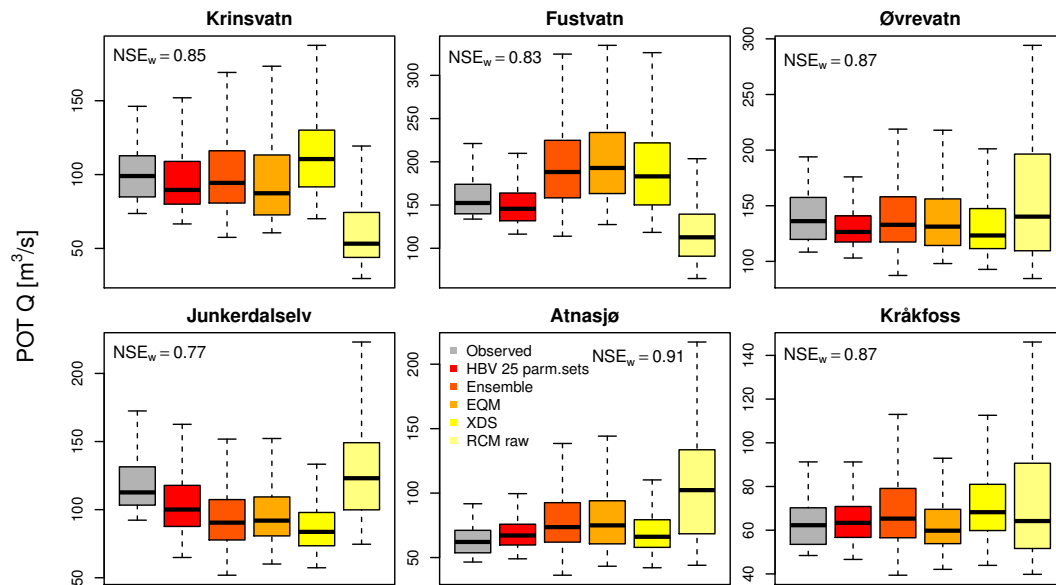 Krinsvatn
Fustvatn
Øvrevatn
NSEw = 0.85
NSEw = 0.83
NSEw = 0.87
150
100
50
300
250
200
150
100
300
250
200
150
100
POT Q [m³/s]
Junkerdalselv
Atnasjø
Kråkfoss
NSEw = 0.77
NSEw = 0.91
NSEw = 0.87
Observed
HBV 25 parm.sets
Ensemble
EQM
XDS
RCM raw
200
150
100
50
200
150
100
50
140
120
100
80
60
40